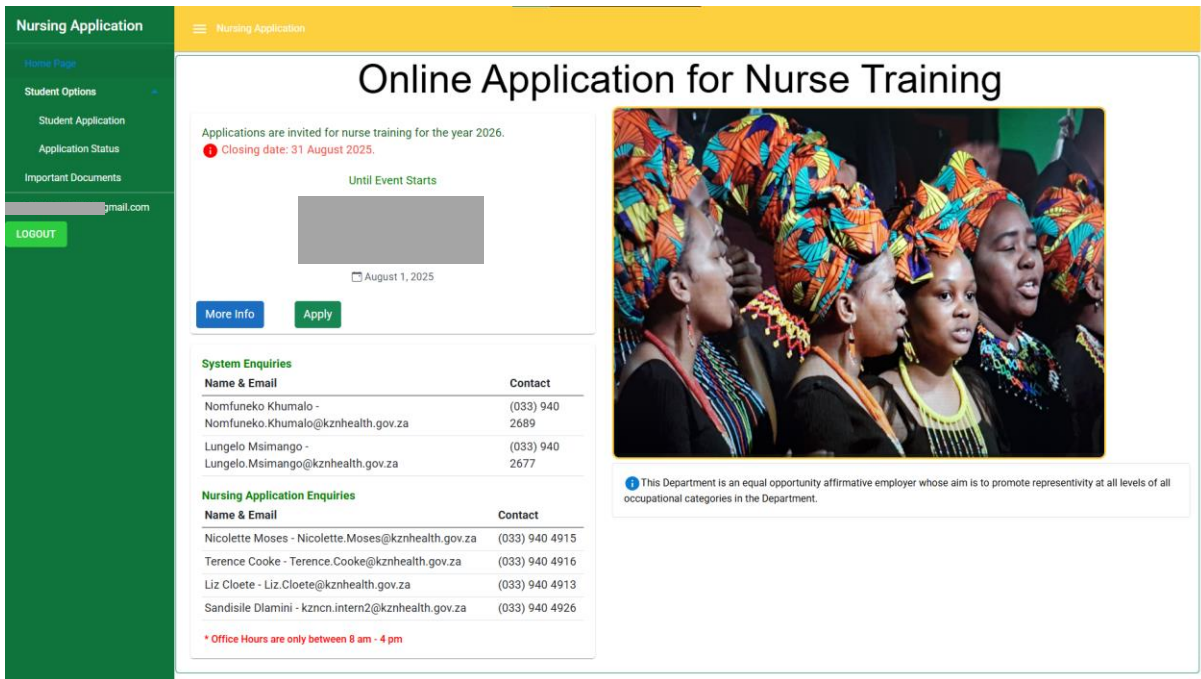 Nursing Application
Nursing Application
Home Page
Student Options
Student Application
Application Status
Important Documents
gmail.com
LOGOUT
Online Application for Nurse Training
Applications are invited for nurse training for the year 2026.
Closing date: 31 August 2025.
Until Event Starts
August 1, 2025
More Info Apply
System Enquiries
Name & Email Contact
Nomfuneko Khumalo - (033) 940
Nomfuneko.Khumalo@kznhealth.gov.za 2689
Lungelo Msimango - (033) 940
Lungelo.Msimango@kznhealth.gov.za 2677
Nursing Application Enquiries
Name & Email Contact
Nicolette Moses - Nicolette.Moses@kznhealth.gov.za (033) 940 4915
Terence Cooke - Terence.Cooke@kznhealth.gov.za (033) 940 4916
Liz Cloete - Liz.Cloete@kznhealth.gov.za (033) 940 4913
Sandisile Dlamini - kzncn.intern2@kznhealth.gov.za (033) 940 4926
* Office Hours are only between 8 am - 4 pm
This Department is an equal opportunity affirmative employer whose aim is to promote representivity at all levels of all
occupational categories in the Department.